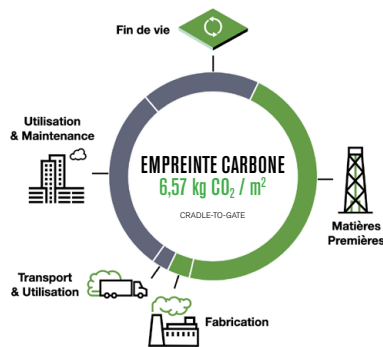 Fin de vie
Utilisation
& Maintenance
EMPREINTE CARBONE
6,57 kg CO₂ / m²
CRADLE-TO-GATE
Matières
Premières
Transport
& Utilisation
Fabrication